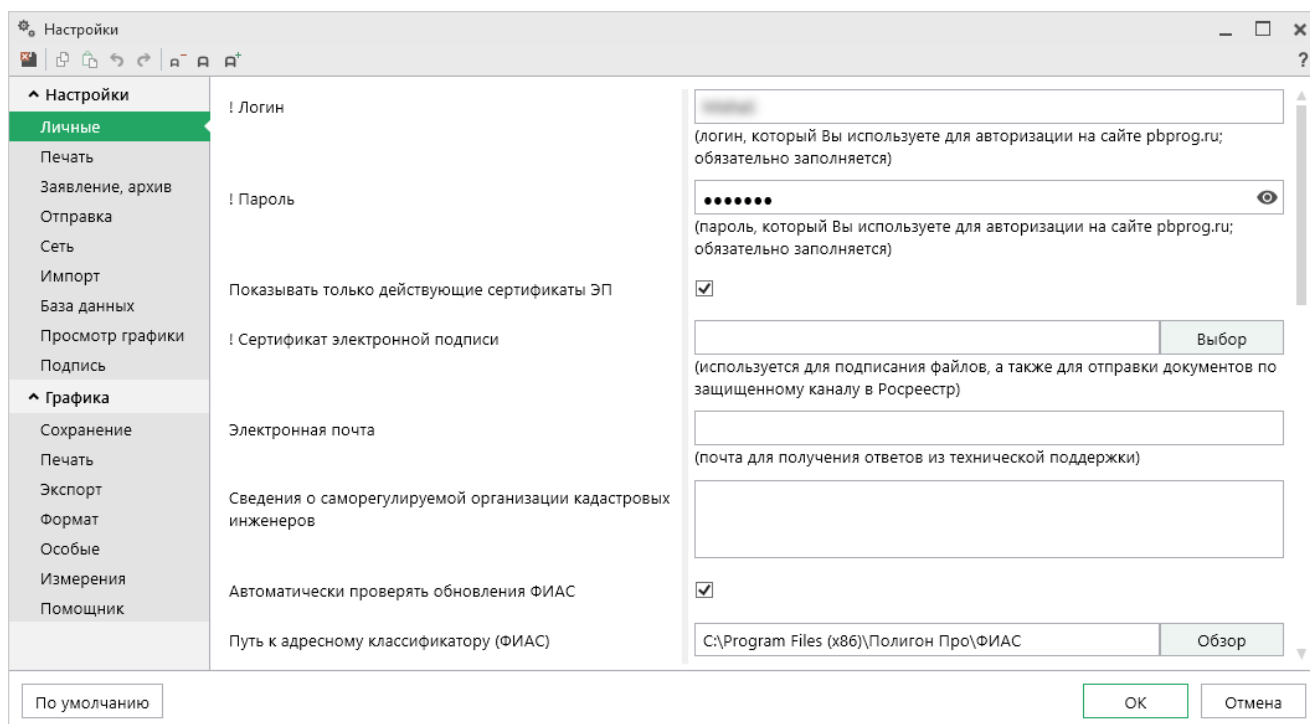 Настройки
?
Настройки
Личные
Печать
Заявление, архив
Отправка
Сеть
Импорт
База данных
Просмотр графики
Подпись
Графика
Сохранение
Печать
Экспорт
Формат
Особые
Измерения
Помощник
! Логин
(логин, который Вы используете для авторизации на сайте pbprog.ru;
обязательно заполняется)
! Пароль
●●●●●●●
(пароль, который Вы используете для авторизации на сайте pbprog.ru;
обязательно заполняется)
Показывать только действующие сертификаты ЭП
! Сертификат электронной подписи
Выбор
(используется для подписания файлов, а также для отправки документов по
защищенному каналу в Росреестр)
Электронная почта
(почта для получения ответов из технической поддержки)
Сведения о саморегулируемой организации кадастровых
инженеров
Автоматически проверять обновления ФИАС
Путь к адресному классификатору (ФИАС)
C:\Program Files (x86)\Полигон Про\ФИАС
Обзор
По умолчанию
ОК
Отмена